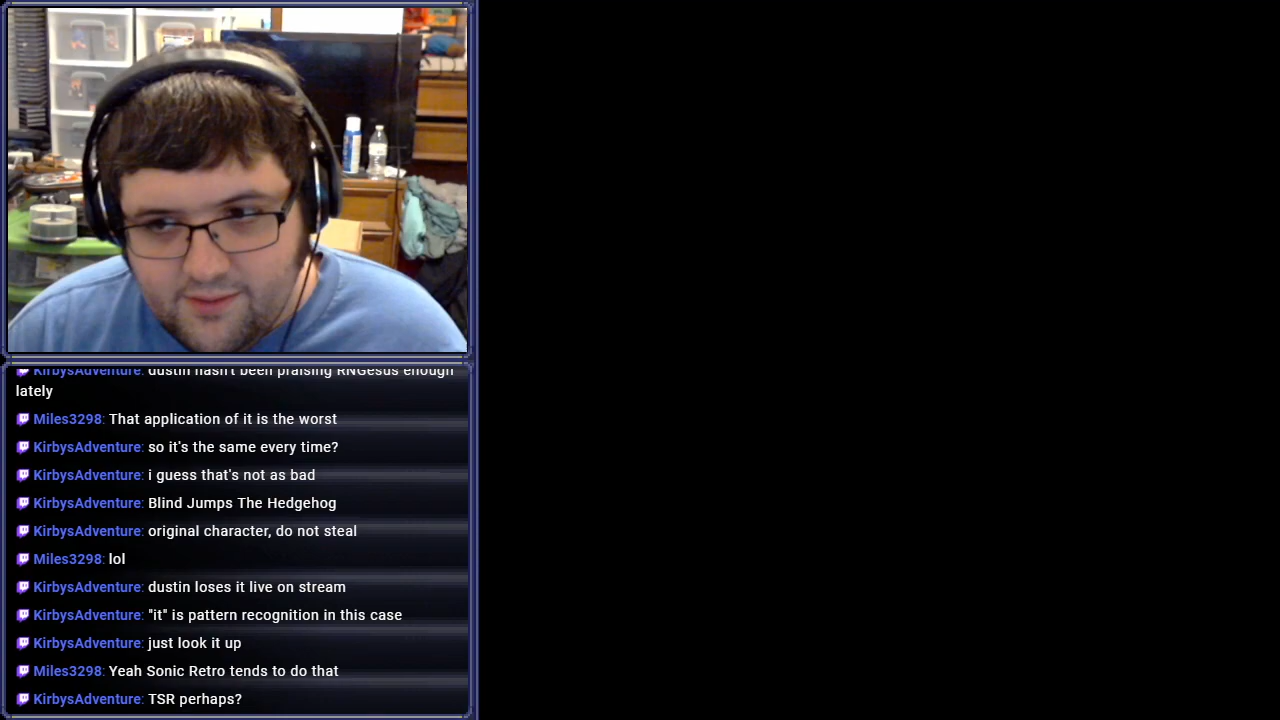 KirbysAdventure: dustin hasn't been praising RNGesus enough
lately
Miles3298: That application of it is the worst
KirbysAdventure: so it's the same every time?
KirbysAdventure: i guess that's not as bad
KirbysAdventure: Blind Jumps The Hedgehog
KirbysAdventure: original character, do not steal
Miles3298: lol
KirbysAdventure: dustin loses it live on stream
KirbysAdventure: "it" is pattern recognition in this case
KirbysAdventure: just look it up
Miles3298: Yeah Sonic Retro tends to do that
KirbysAdventure: TSR perhaps?